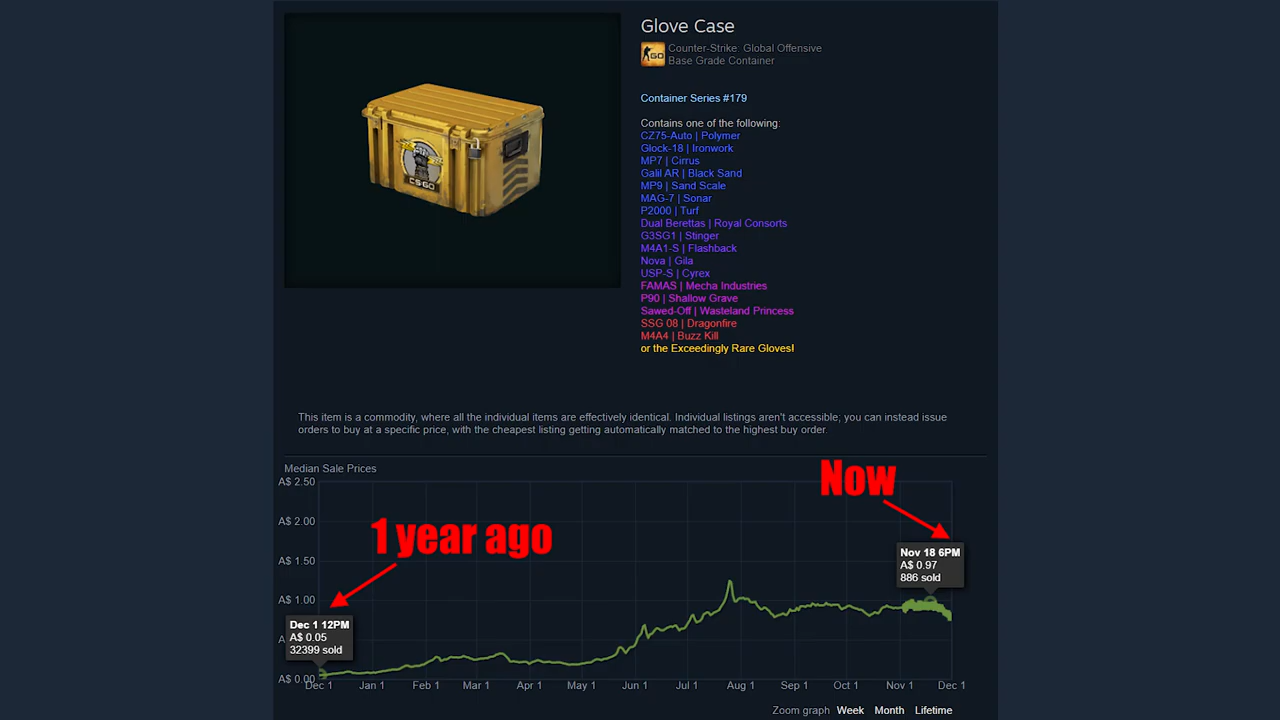 Glove Case
Counter-Strike: Global Offensive
Base Grade Container
Container Series #179
Contains one of the following:
CZ75-Auto | Polymer
Glock-18 | Ironwork
MP7 | Cirrus
Galil AR | Black Sand
MP9 | Sand Scale
MAG-7 | Sonar
P2000 | Turf
Dual Berettas | Royal Consorts
G3SG1 | Stinger
M4A1-S | Flashback
Nova | Gila
USP-S | Cyrex
FAMAS | Mecha Industries
P90 | Shallow Grave
Sawed-Off | Wasteland Princess
SSG 08 | Dragonfire
M4A4 | Buzz Kill
or the Exceedingly Rare Gloves!
CS:GO
This item is a commodity, where all the individual items are effectively identical. Individual listings aren't accessible; you can instead issue
orders to buy at a specific price, with the cheapest listing getting automatically matched to the highest buy order.
Median Sale Prices
A$ 2.50
A$ 2.00
A$ 1.50
A$ 1.00
A$ 0.00
Now
1 year ago
Nov 18 6PM
A$ 0.97
886 sold
Dec 1 12PM
A$ 0.05
32399 sold
Dec 1 Jan 1 Feb 1 Mar 1 Apr 1 May 1 Jun 1 Jul 1 Aug 1 Sep 1 Oct 1 Nov 1 Dec 1
Zoom graph Week Month Lifetime